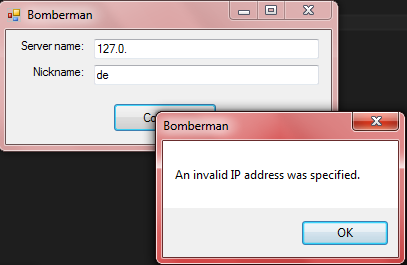 Bomberman
Server name: 127.0.
Nickname: de
Bomberman
An invalid IP address was specified.
OK